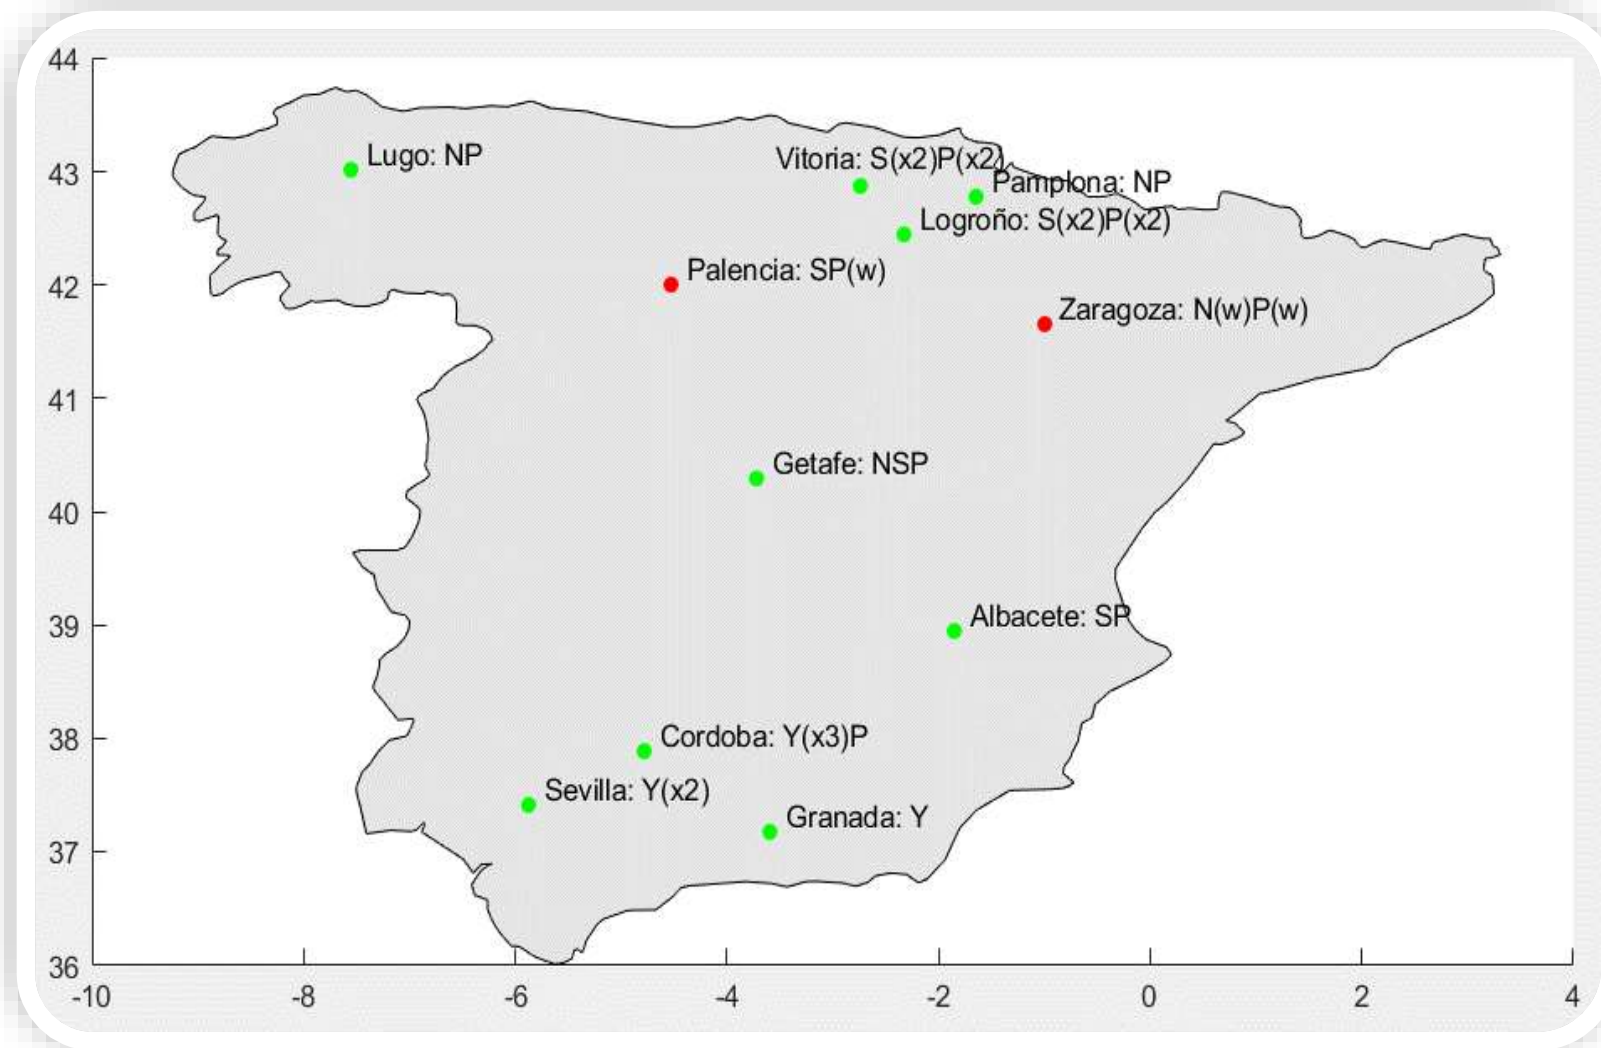 44
Lugo: NP
Vitoria: S(x2)P(x2)
43
Pamplona: NP
Logroño: S(x2)P(x2)
Palencia: SP(w)
42
Zaragoza: N(w)P(w)
41
Getafe: NSP
40
39
Albacete: SP
38
Cordoba: Y(x3)P
Sevilla: Y(x2)
Granada: Y
37
36
-10 -8 -6 -4 -2 0 2 4